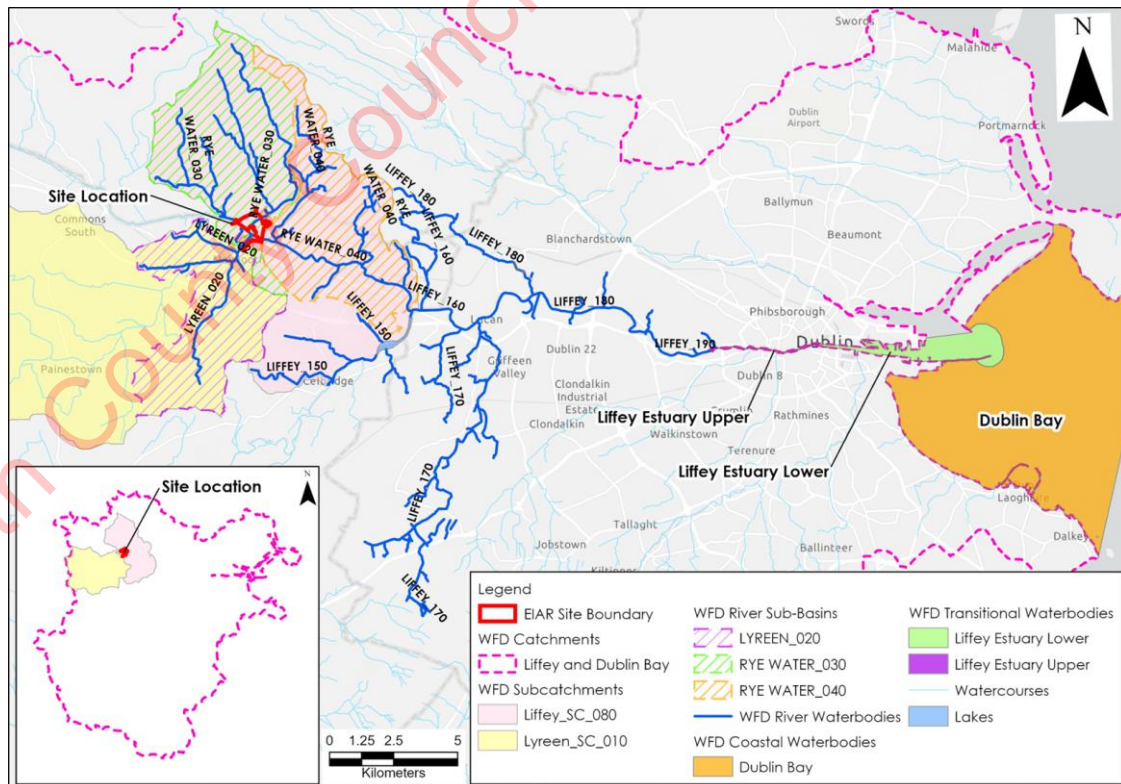 Swords
Malahide
N
Dublin
Airport
Portmarnock
RYE
WATER_040
RYE
WATER_030
RYE WATER_030
WATER_040
RYE
LIFFEY_180
LIFFEY_160
Ballymun
Site Location
Commons
South
LYREEN_020
RYE WATER_040
LIFFEY_180
Blanchardstown
Beaumont
LIFFEY_160
LIFFEY_180
Phibsborough
LYREEN_020
LIFFEY_150
Lucan
LIFFEY_190
Dublin
Painestown
LIFFEY_150
Celbridge
LIFFEY_170
Griffeen
Valley
Dublin 22
Dublin 8
Clondalkin
Industrial
Estate
Crumlin
Rathmines
Liffey Estuary Upper
Dublin Bay
Clondalkin
Walkinstown
Terenure
Liffey Estuary Lower
LIFFEY_170
Laoghaire
Tallaght
Dalkey
Jobstown
Ballinteer
Kiltipper
LIFFEY_170
Site Location
N
0 1.25 2.5 5
Kilometers
Legend
EIAR Site Boundary
WFD Catchments
Liffey and Dublin Bay
WFD Subcatchments
Liffey_SC_080
Lyreen_SC_010
WFD River Sub-Basins
LYREEN_020
RYE WATER_030
RYE WATER_040
WFD River Waterbodies
WFD Coastal Waterbodies
Dublin Bay
WFD Transitional Waterbodies
Liffey Estuary Lower
Liffey Estuary Upper
Watercourses
Lakes
County Council